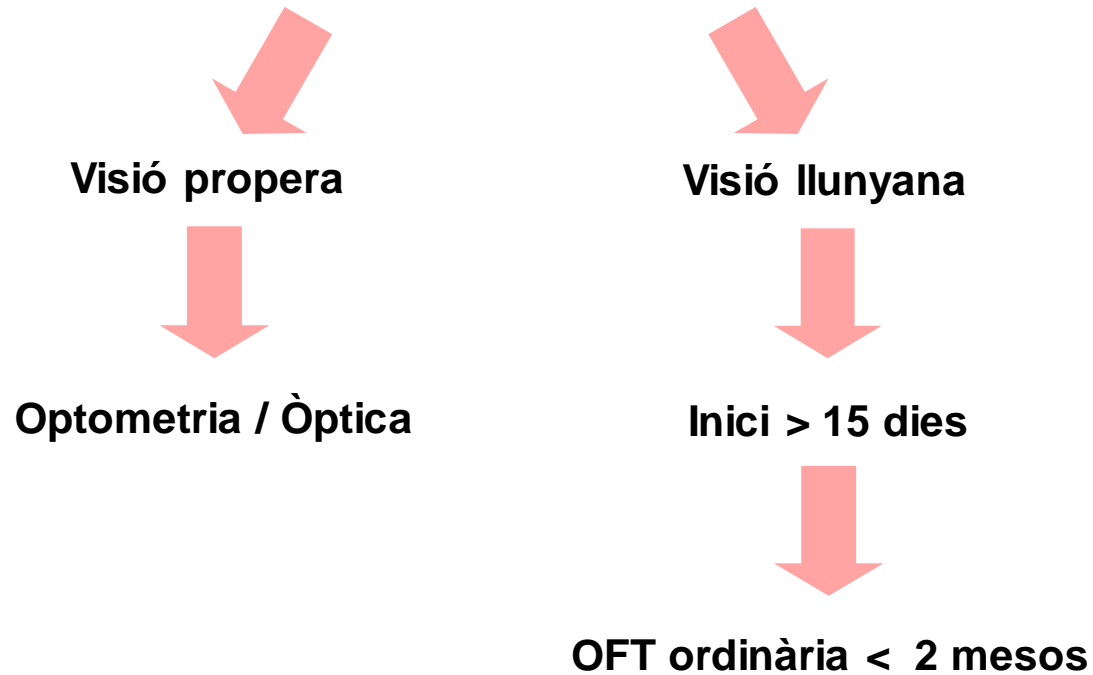 Visió propera
Visió llunyana
Optometria / Òptica
Inici > 15 dies
OFT ordinària < 2 mesos